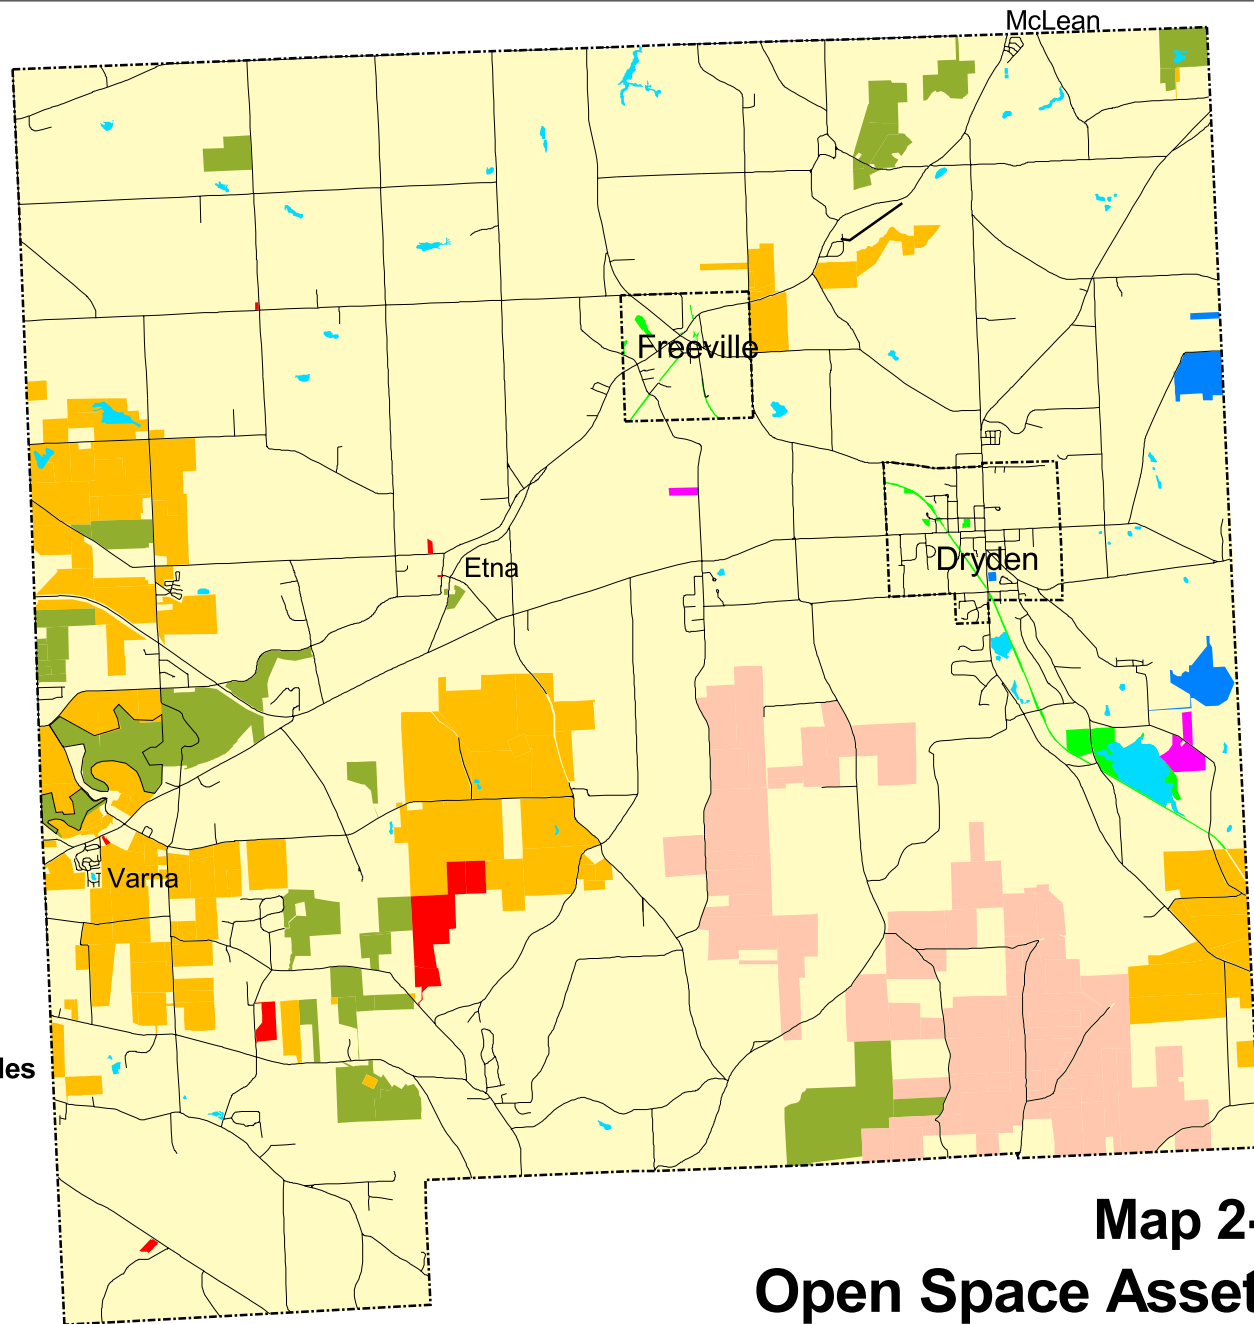 McLean
Freeville
Dryden
Etna
Varna
les
Map 2-
Open Space Asset